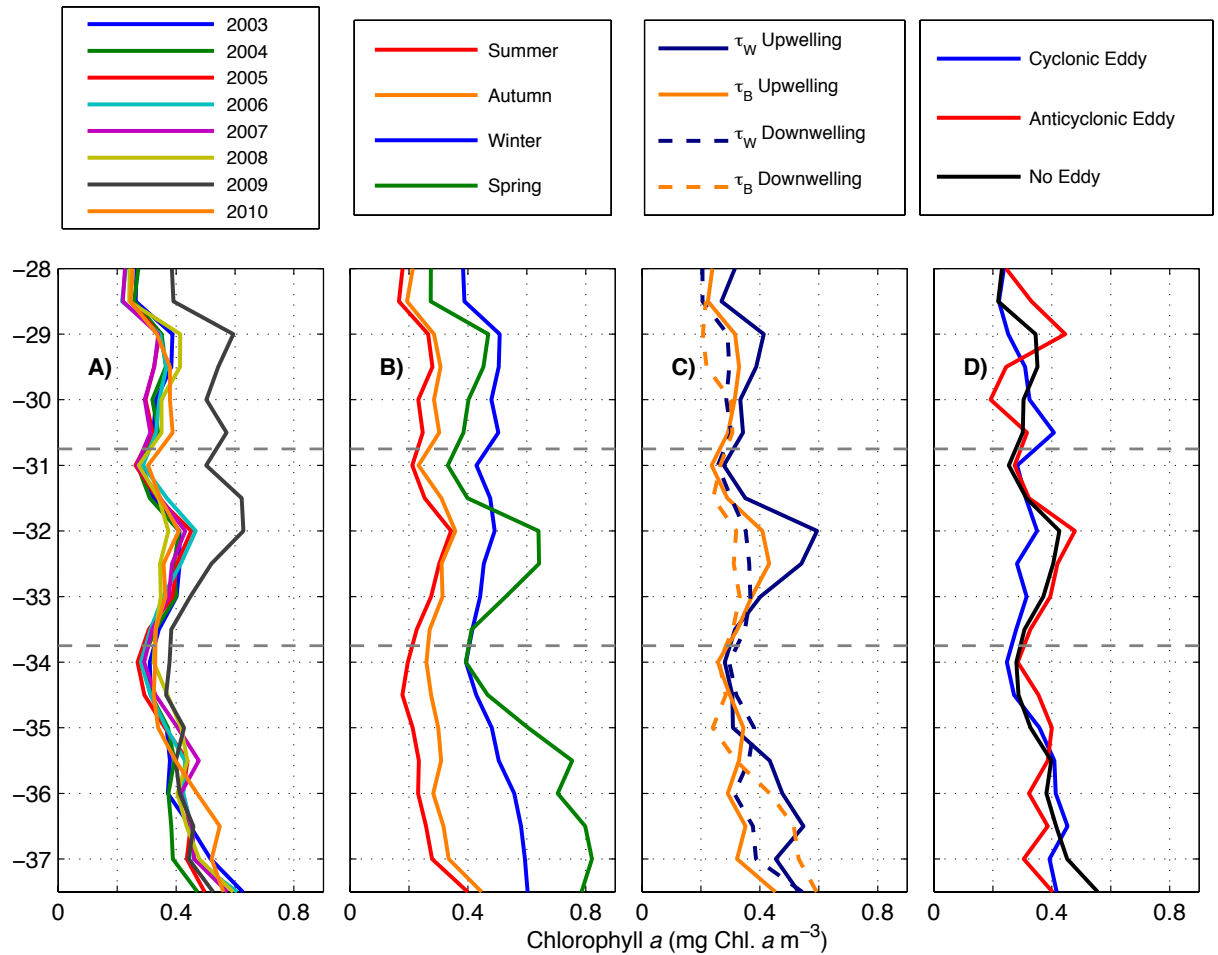 2003
2004
2005
2006
2007
2008
2009
2010
Summer
Autumn
Winter
Spring
τW Upwelling
τB Upwelling
τW Downwelling
τB Downwelling
Cyclonic Eddy
Anticyclonic Eddy
No Eddy
−28
−29
−30
−31
−32
−33
−34
−35
−36
−37
A)
B)
C)
D)
0 0.4 0.8
0 0.4 0.8
0 0.4 0.8
0 0.4 0.8
Chlorophyll a (mg Chl. a m−3)